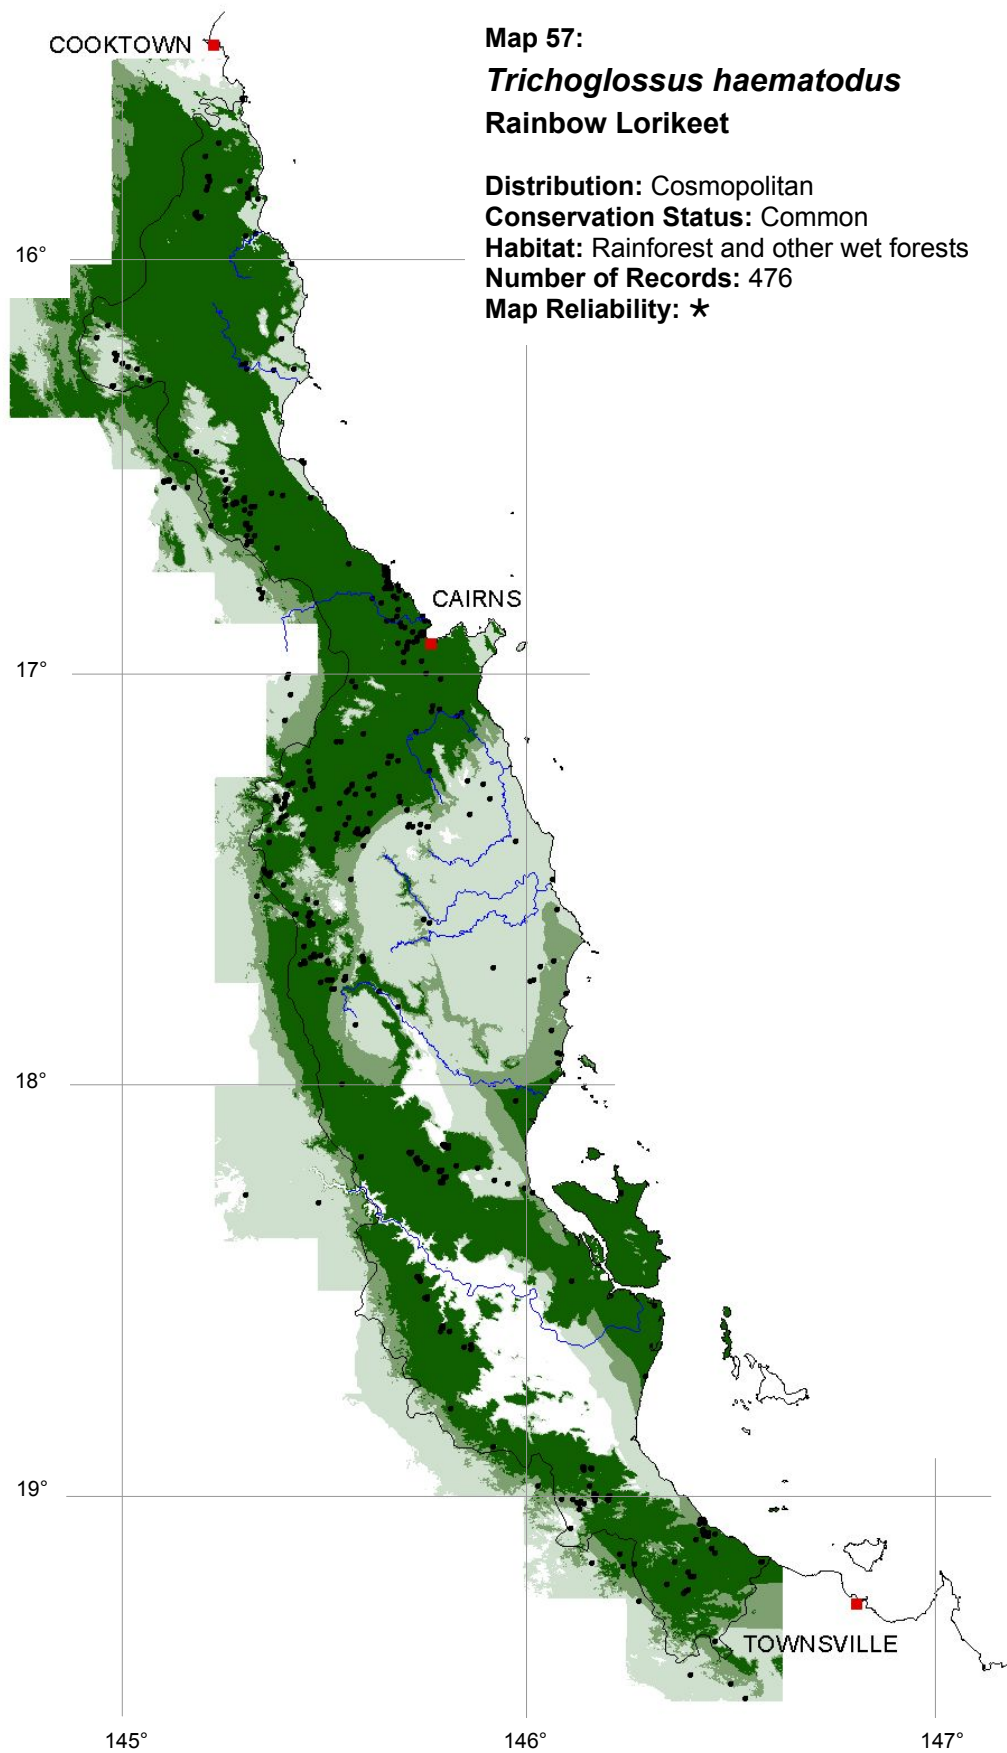 Map 57:
Trichoglossus haematodus
Rainbow Lorikeet
Distribution: Cosmopolitan
Conservation Status: Common
Habitat: Rainforest and other wet forests
Number of Records: 476
Map Reliability: *
COOKTOWN
16°
CAIRNS
17°
18°
19°
TOWNSVILLE
145°
146°
147°